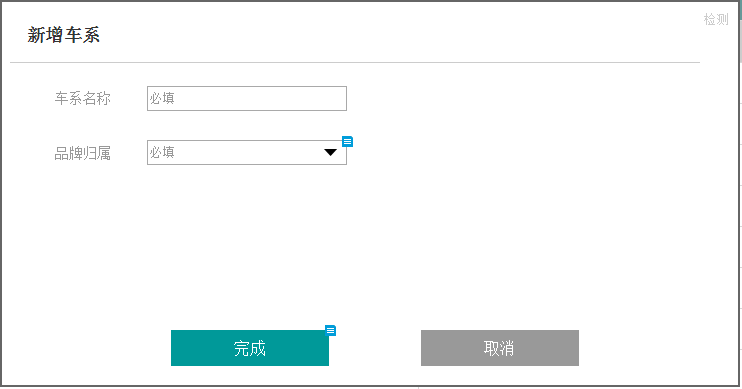 检测
新增车系
车系名称 必填
品牌归属 必填
完成 取消